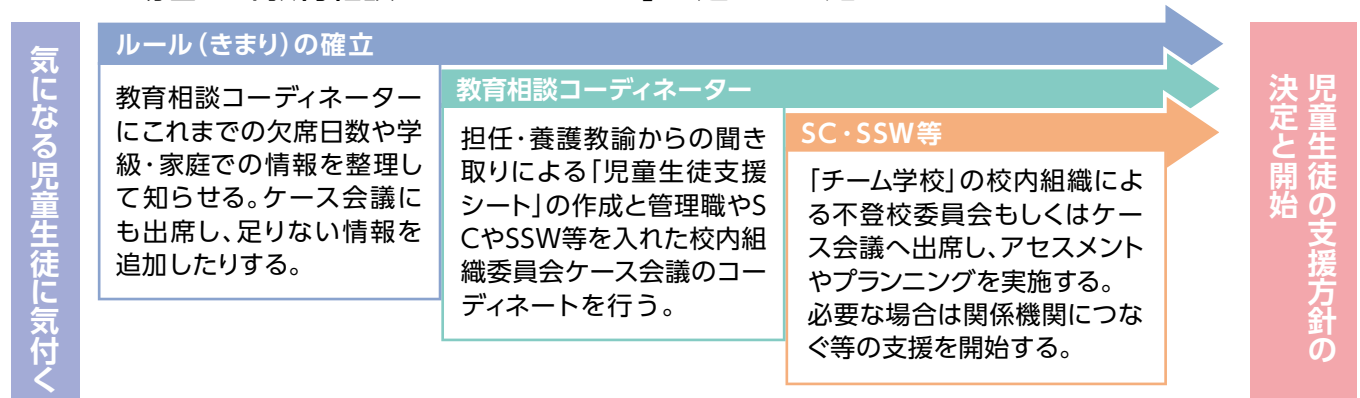 気になる児童生徒に気付く
ルール（きまり）の確立
教育相談コーディネーター
にこれまでの欠席日数や学
級・家庭での情報を整理し
て知らせる。ケース会議に
も出席し、足りない情報を
追加したりする。
教育相談コーディネーター
担任・養護教諭からの聞き
取りによる「児童生徒支援
シート」の作成と管理職やS
CやSSW等を入れた校内組
織委員会ケース会議のコー
ディネートを行う。
SC・SSW等
「チーム学校」の校内組織によ
る不登校委員会もしくはケー
ス会議へ出席し、アセスメント
やプランニングを実施する。
必要な場合は関係機関につな
ぐ等の支援を開始する。
児童生徒の支援方針の
決定と開始